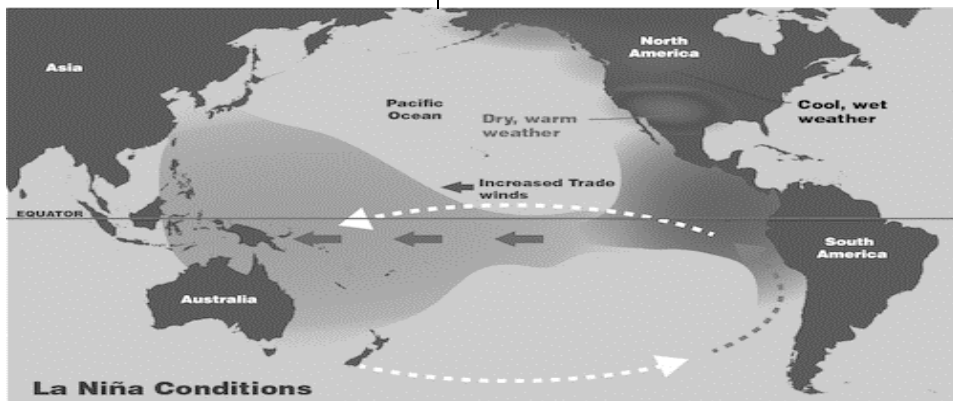 North
America
Asia
Pacific
Ocean
Cool, wet
weather
Dry, warm
weather
Increased Trade
winds
EQUATOR
South
America
Australia
La Niña Conditions